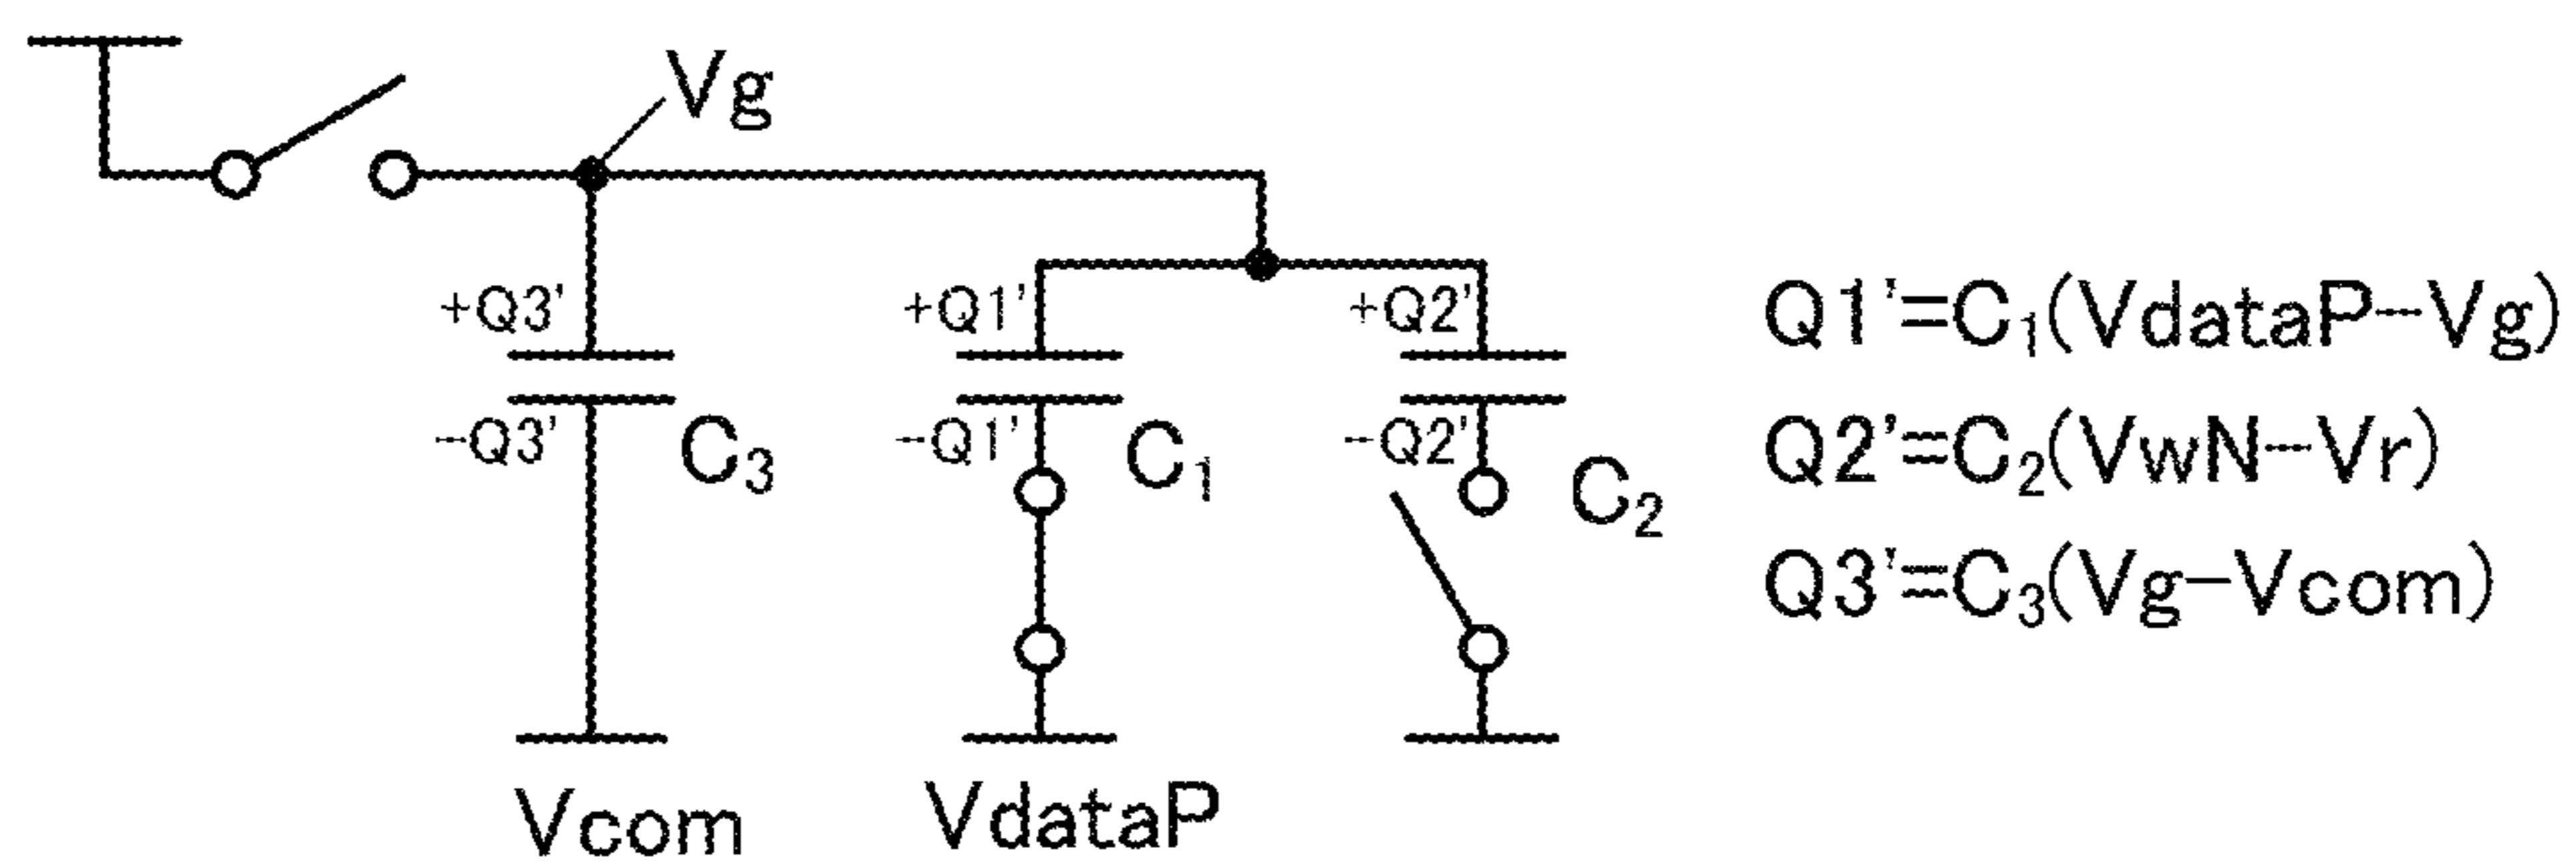 Vg
+Q3' +Q1' +Q2'
-Q3' C₃ -Q1' C₁ -Q2' C₂
Vcom VdataP
Q1'=C₁(VdataP-Vg)
Q2'=C₂(VwN-Vr)
Q3'=C₃(Vg-Vcom)